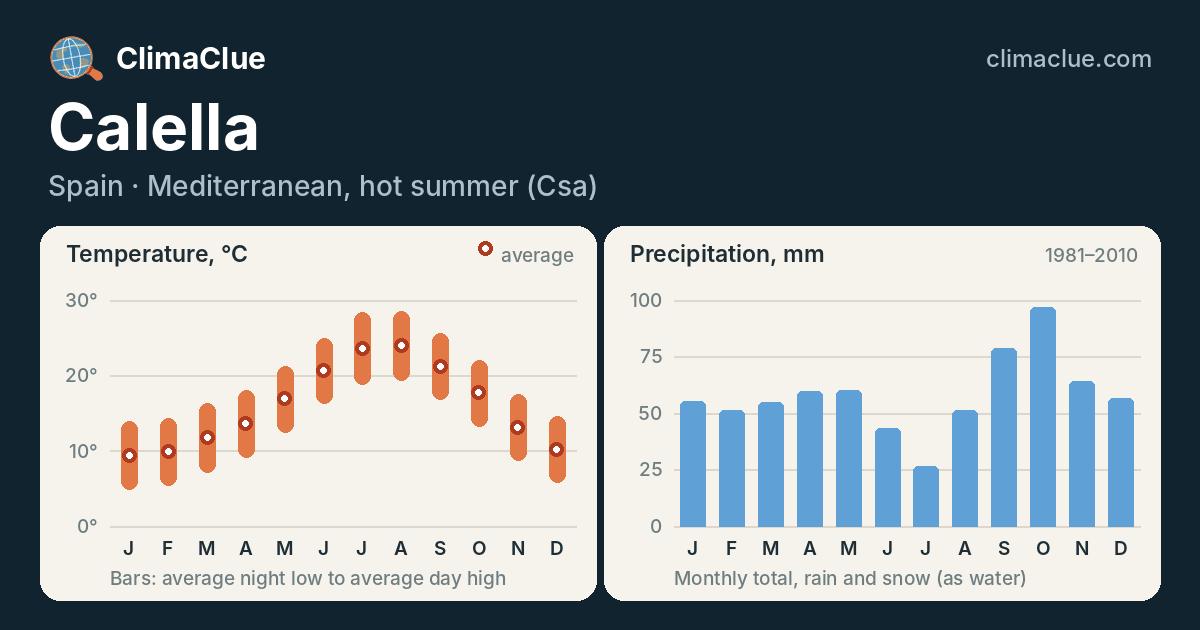 ClimaClue
climaclue.com
Calella
Spain · Mediterranean, hot summer (Csa)
Temperature, °C
average
30°
20°
10°
0°
J F M A M J J A S O N D
Bars: average night low to average day high
Precipitation, mm
1981–2010
100
75
50
25
0
J F M A M J J A S O N D
Monthly total, rain and snow (as water)